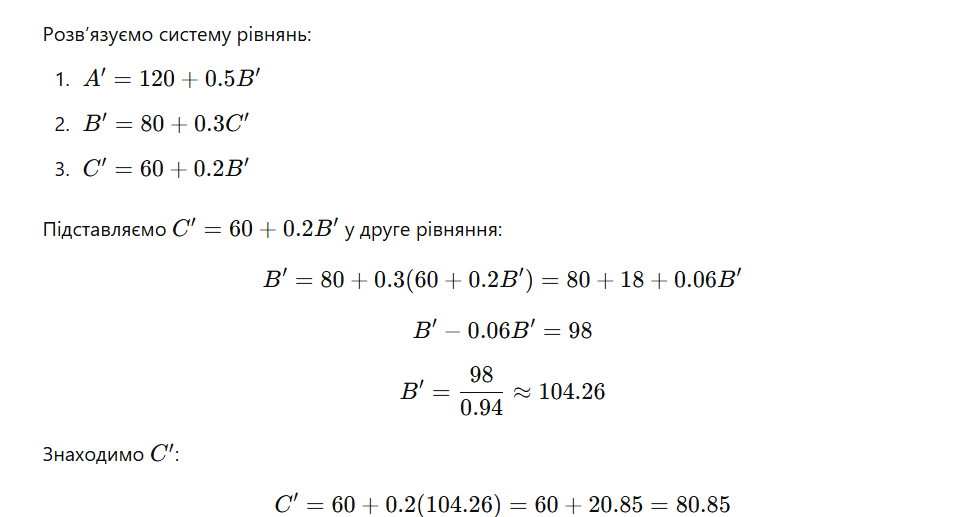 Розв’язуємо систему рівнянь:
1. A′ = 120 + 0.5B′
2. B′ = 80 + 0.3C′
3. C′ = 60 + 0.2B′
Підставляємо C′ = 60 + 0.2B′ у друге рівняння:
B′ = 80 + 0.3(60 + 0.2B′) = 80 + 18 + 0.06B′
B′ − 0.06B′ = 98
B′ = 98/0.94 ≈ 104.26
Знаходимо C′:
C′ = 60 + 0.2(104.26) = 60 + 20.85 = 80.85